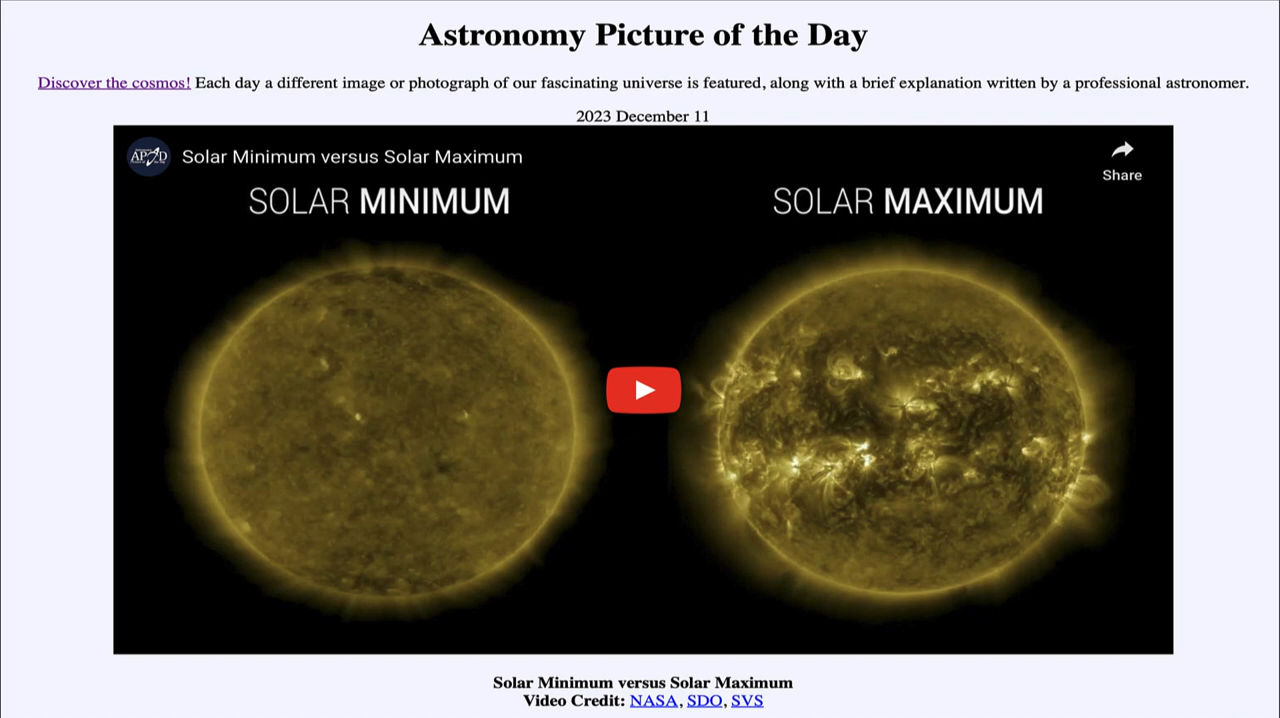 Astronomy Picture of the Day
Discover the cosmos! Each day a different image or photograph of our fascinating universe is featured, along with a brief explanation written by a professional astronomer.
2023 December 11
APOD
Solar Minimum versus Solar Maximum
Share
SOLAR MINIMUM
SOLAR MAXIMUM
Solar Minimum versus Solar Maximum
Video Credit: NASA, SDO, SVS